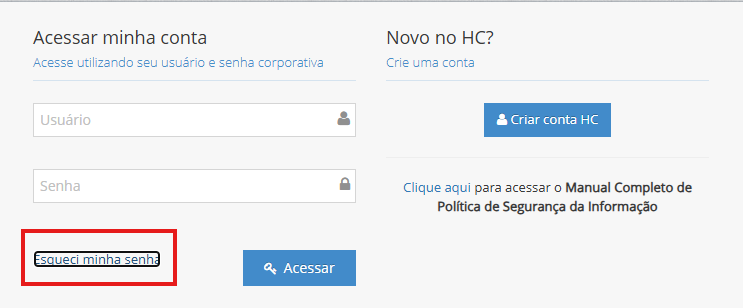 Acessar minha conta
Acesse utilizando seu usuário e senha corporativa
Usuário
Senha
Esqueci minha senha
Acessar
Novo no HC?
Crie uma conta
Criar conta HC
Clique aqui para acessar o Manual Completo de
Política de Segurança da Informação